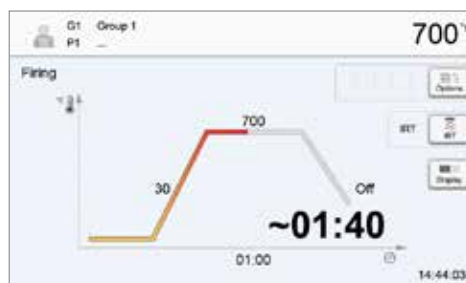 G1 Group 1
P1 _
700°
Firing
Options
700
IRT
IRT
30
Off
Display
~01:40
01:00
14:44:03